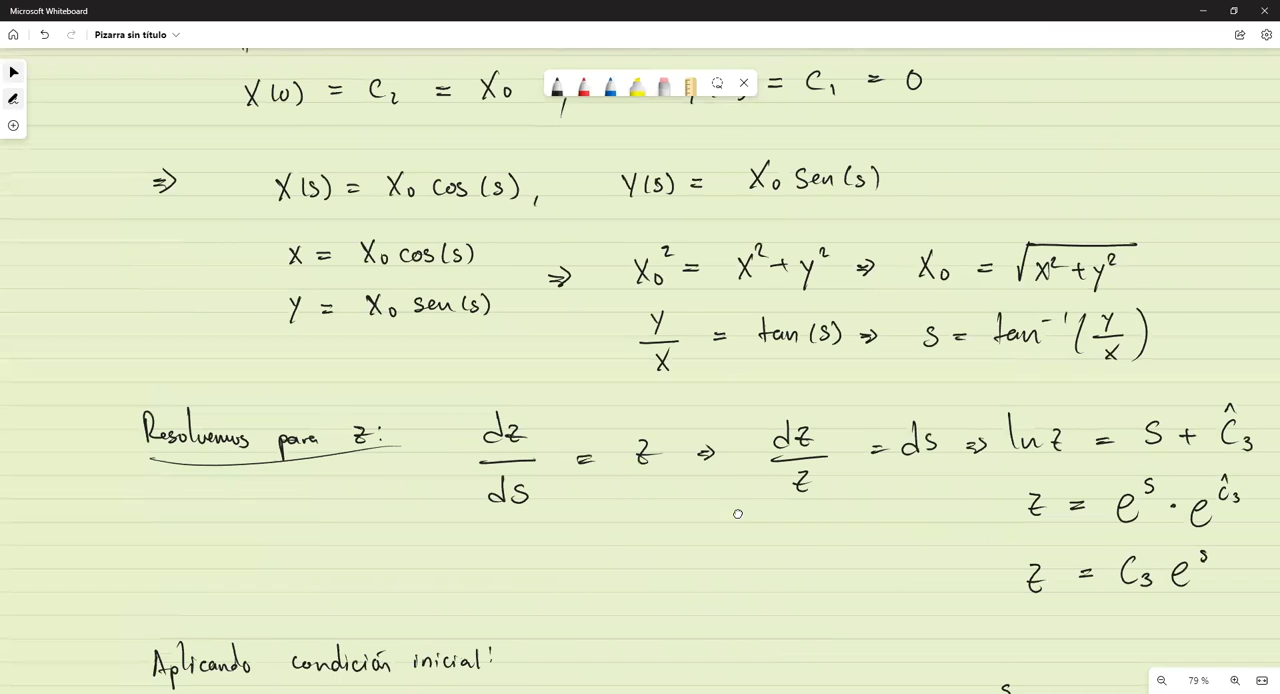 Microsoft Whiteboard
Pizarra sin título
X(0) = C₂ = X₀ = C₁ = 0
⇒ X(s) = X₀ cos(s), Y(s) = X₀ sen(s)
x = X₀ cos(s)
y = X₀ sen(s)
⇒ X₀² = x² + y² ⇒ X₀ = √(x² + y²)
y/x = tan(s) ⇒ s = tan⁻¹(y/x)
Resolvemos para z: dz/ds = z ⇒ dz/z = ds ⇒ ln z = s + Ĉ₃
z = eˢ · e^ĉ₃
z = C₃ eˢ
Aplicando condición inicial:
79 %